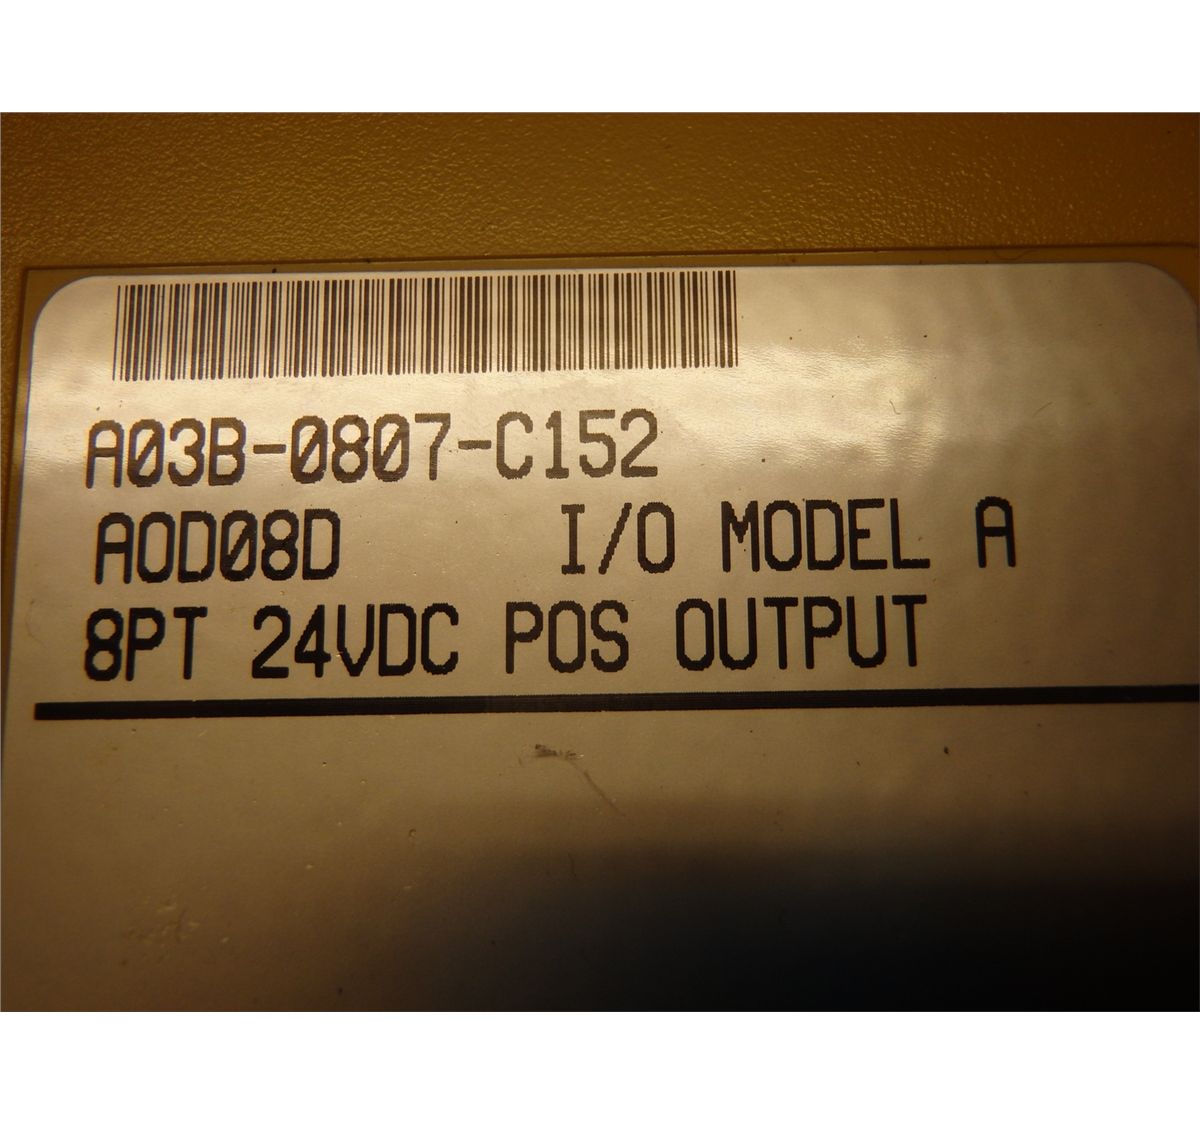 A03B-0807-C152
AOD08D I/O MODEL A
8PT 24VDC POS OUTPUT